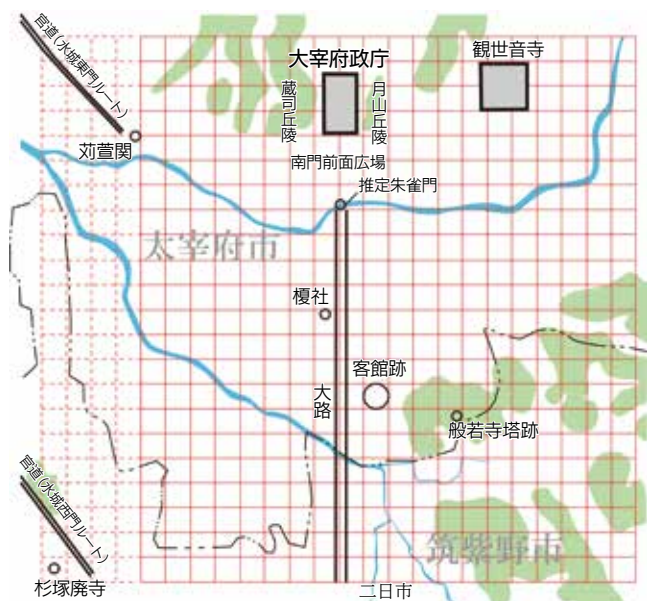 官道（水城東門ルート）
大宰府政庁
観世音寺
蔵司丘陵
月山丘陵
苅萱関
南門前面広場
推定朱雀門
太宰府市
榎社
客館跡
大路
般若寺塔跡
官道（水城西門ルート）
筑紫野市
杉塚廃寺
二日市